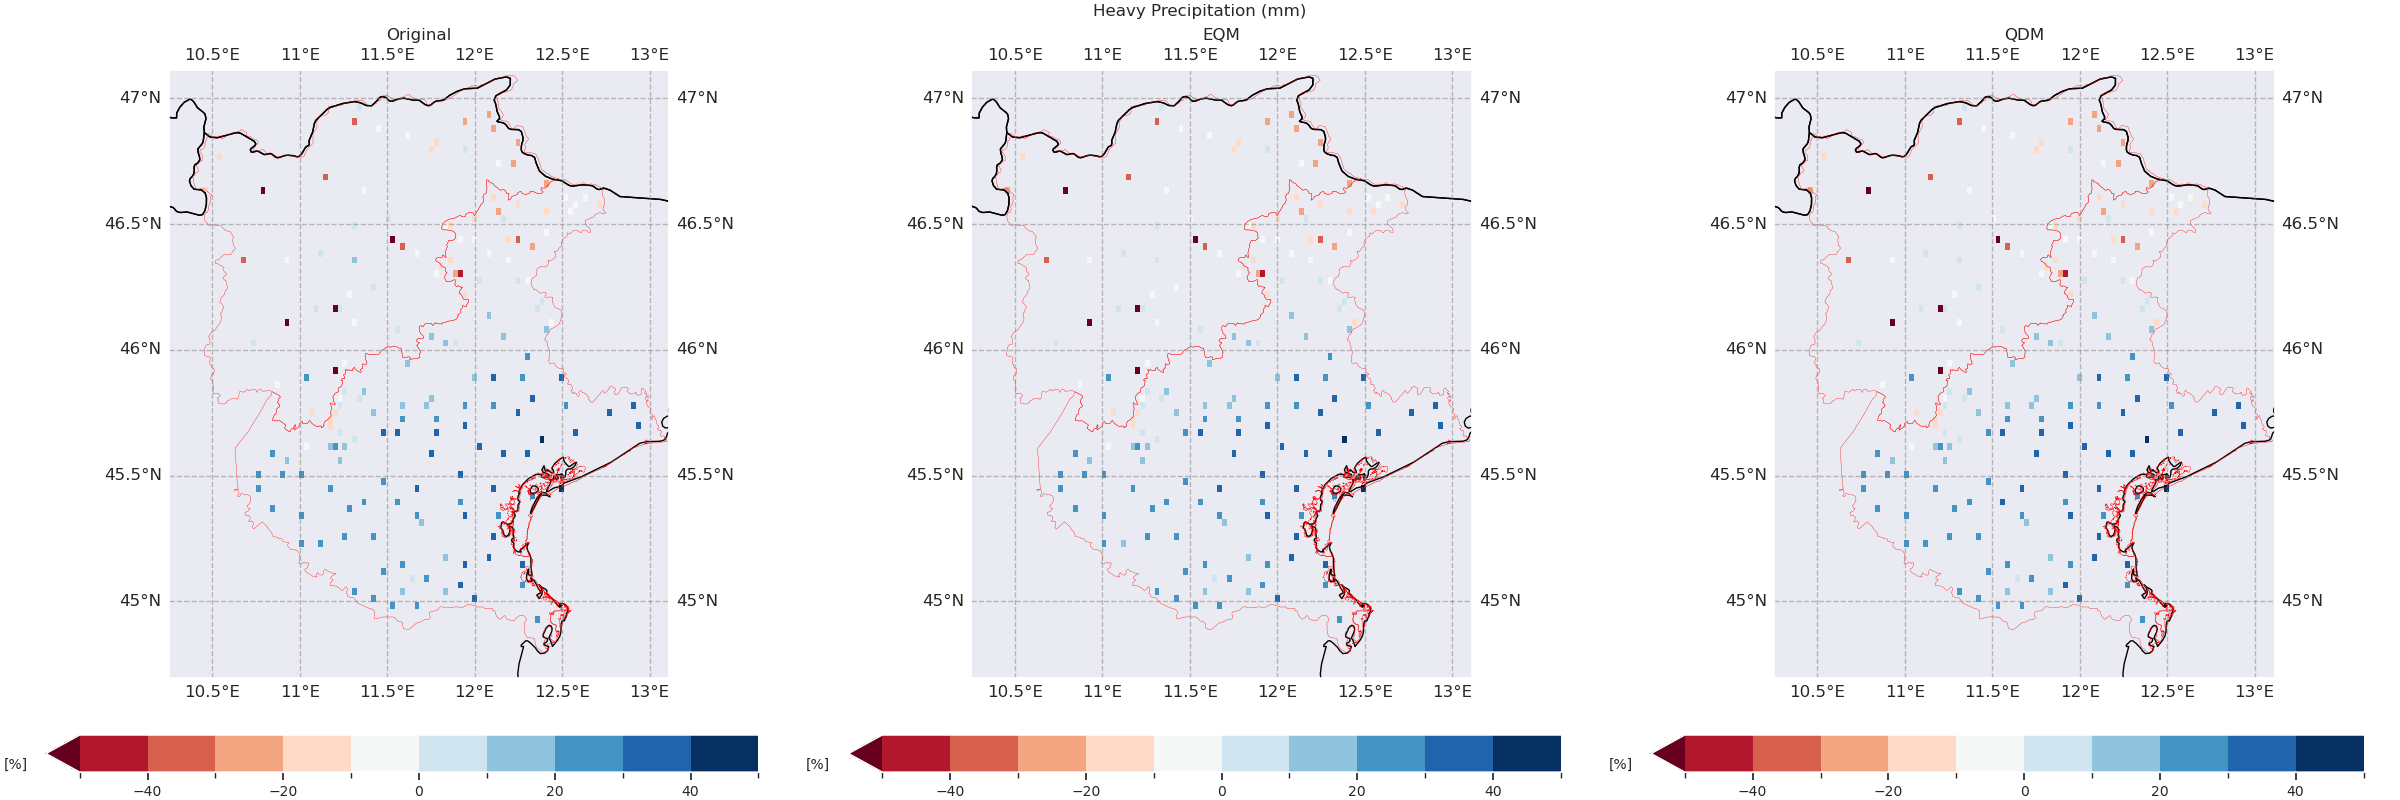 Heavy Precipitation (mm)
Original EQM QDM
10.5°E 11°E 11.5°E 12°E 12.5°E 13°E 10.5°E 11°E 11.5°E 12°E 12.5°E 13°E 10.5°E 11°E 11.5°E 12°E 12.5°E 13°E
47°N 47°N 47°N 47°N 47°N 47°N
46.5°N 46.5°N 46.5°N 46.5°N 46.5°N 46.5°N
46°N 46°N 46°N 46°N 46°N 46°N
45.5°N 45.5°N 45.5°N 45.5°N 45.5°N 45.5°N
45°N 45°N 45°N 45°N 45°N 45°N
10.5°E 11°E 11.5°E 12°E 12.5°E 13°E 10.5°E 11°E 11.5°E 12°E 12.5°E 13°E 10.5°E 11°E 11.5°E 12°E 12.5°E 13°E
[%] [%] [%]
−40 −20 0 20 40 −40 −20 0 20 40 −40 −20 0 20 40